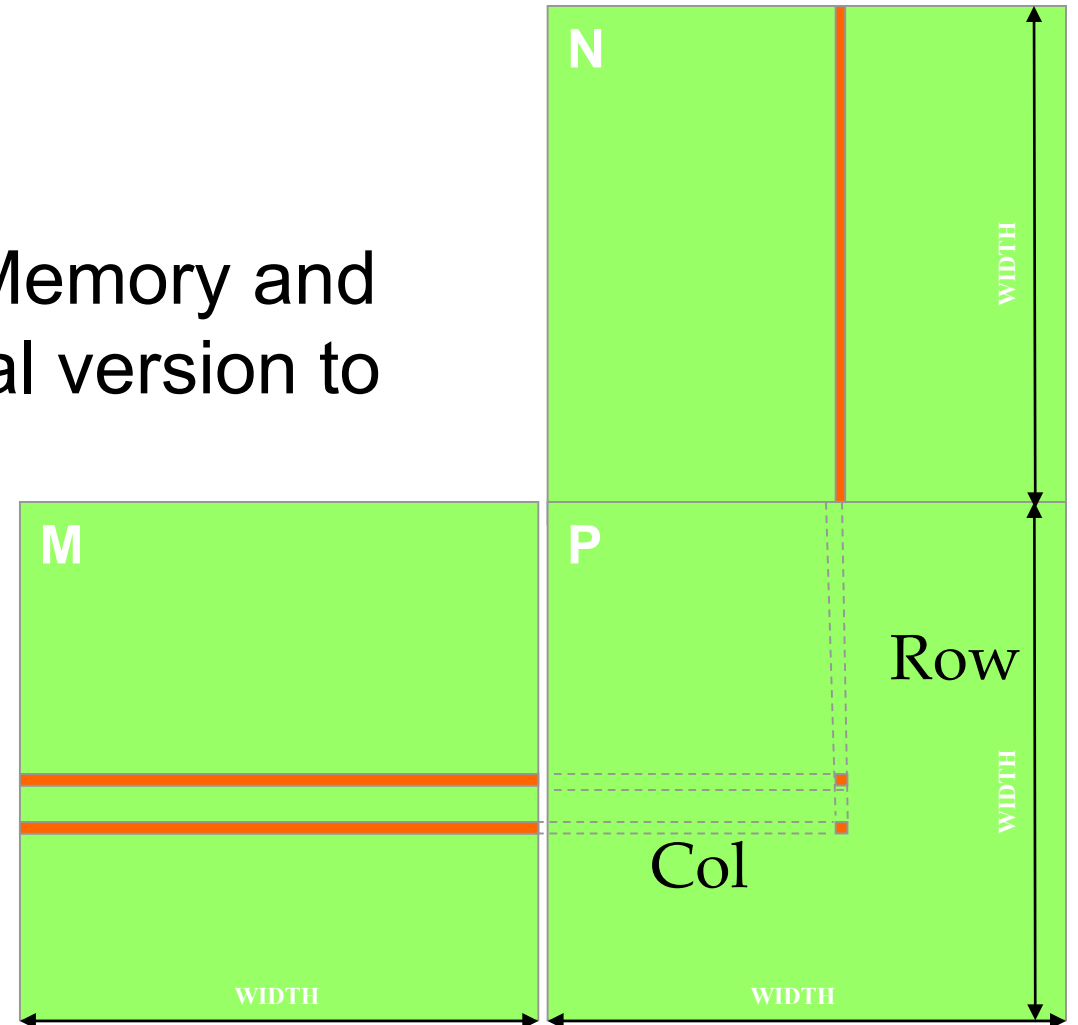 N
WIDTH
Memory and
al version to
M
P
Row
WIDTH
Col
WIDTH
WIDTH